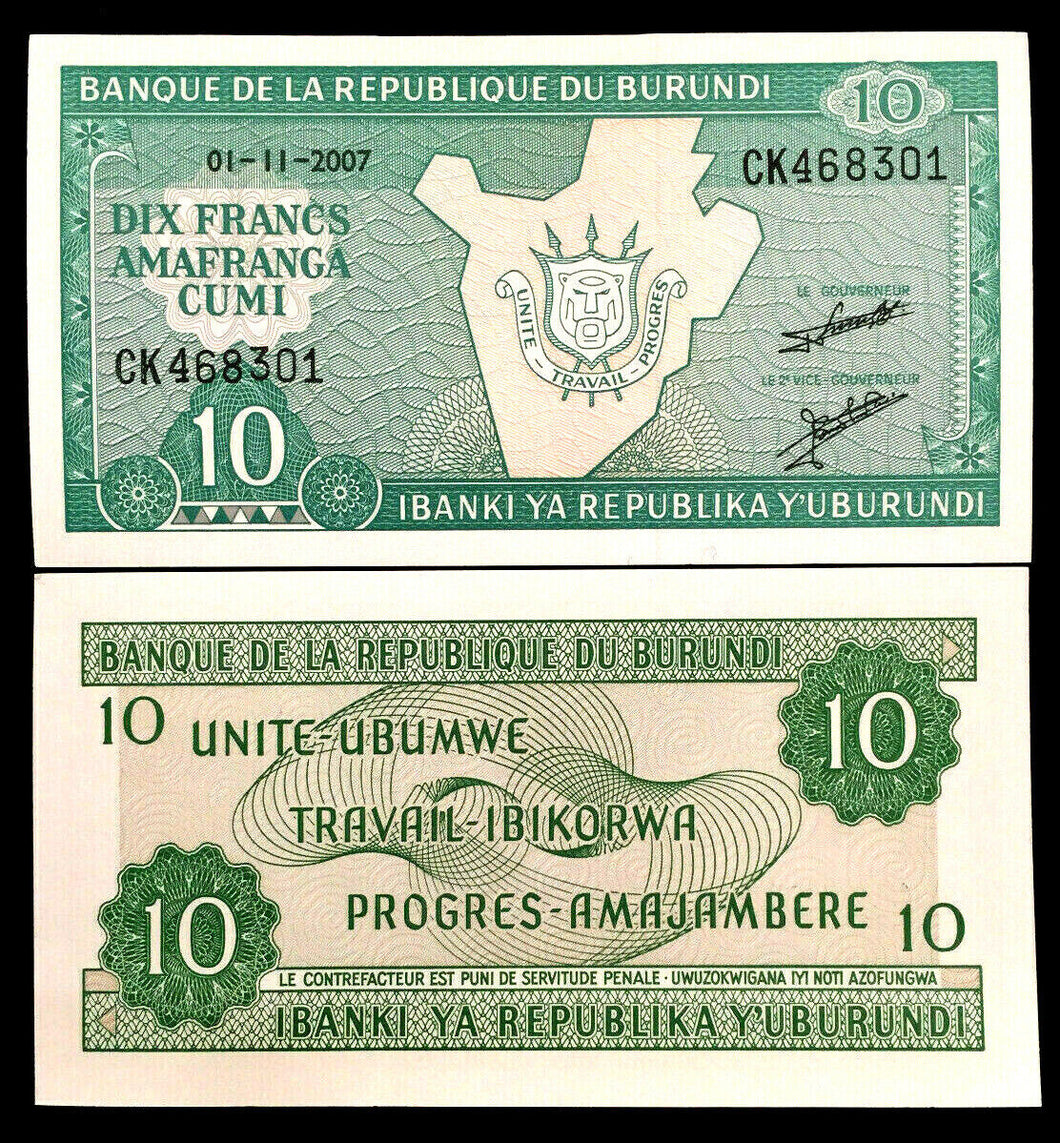 BANQUE DE LA REPUBLIQUE DU BURUNDI
10
01-11-2007
CK468301
DIX FRANCS
AMAFRANGA
CUMI
UNITE - TRAVAIL - PROGRES
LE GOUVERNEUR
CK468301
LE 2e VICE-GOUVERNEUR
10
IBANKI YA REPUBLIKA Y'UBURUNDI
BANQUE DE LA REPUBLIQUE DU BURUNDI
10
10
UNITE-UBUMWE
TRAVAIL-IBIKORWA
PROGRES-AMAJAMBERE
10
10
LE CONTREFACTEUR EST PUNI DE SERVITUDE PENALE · UWUZOKWIGANA IYI NOTI AZOFUNGWA
IBANKI YA REPUBLIKA Y'UBURUNDI